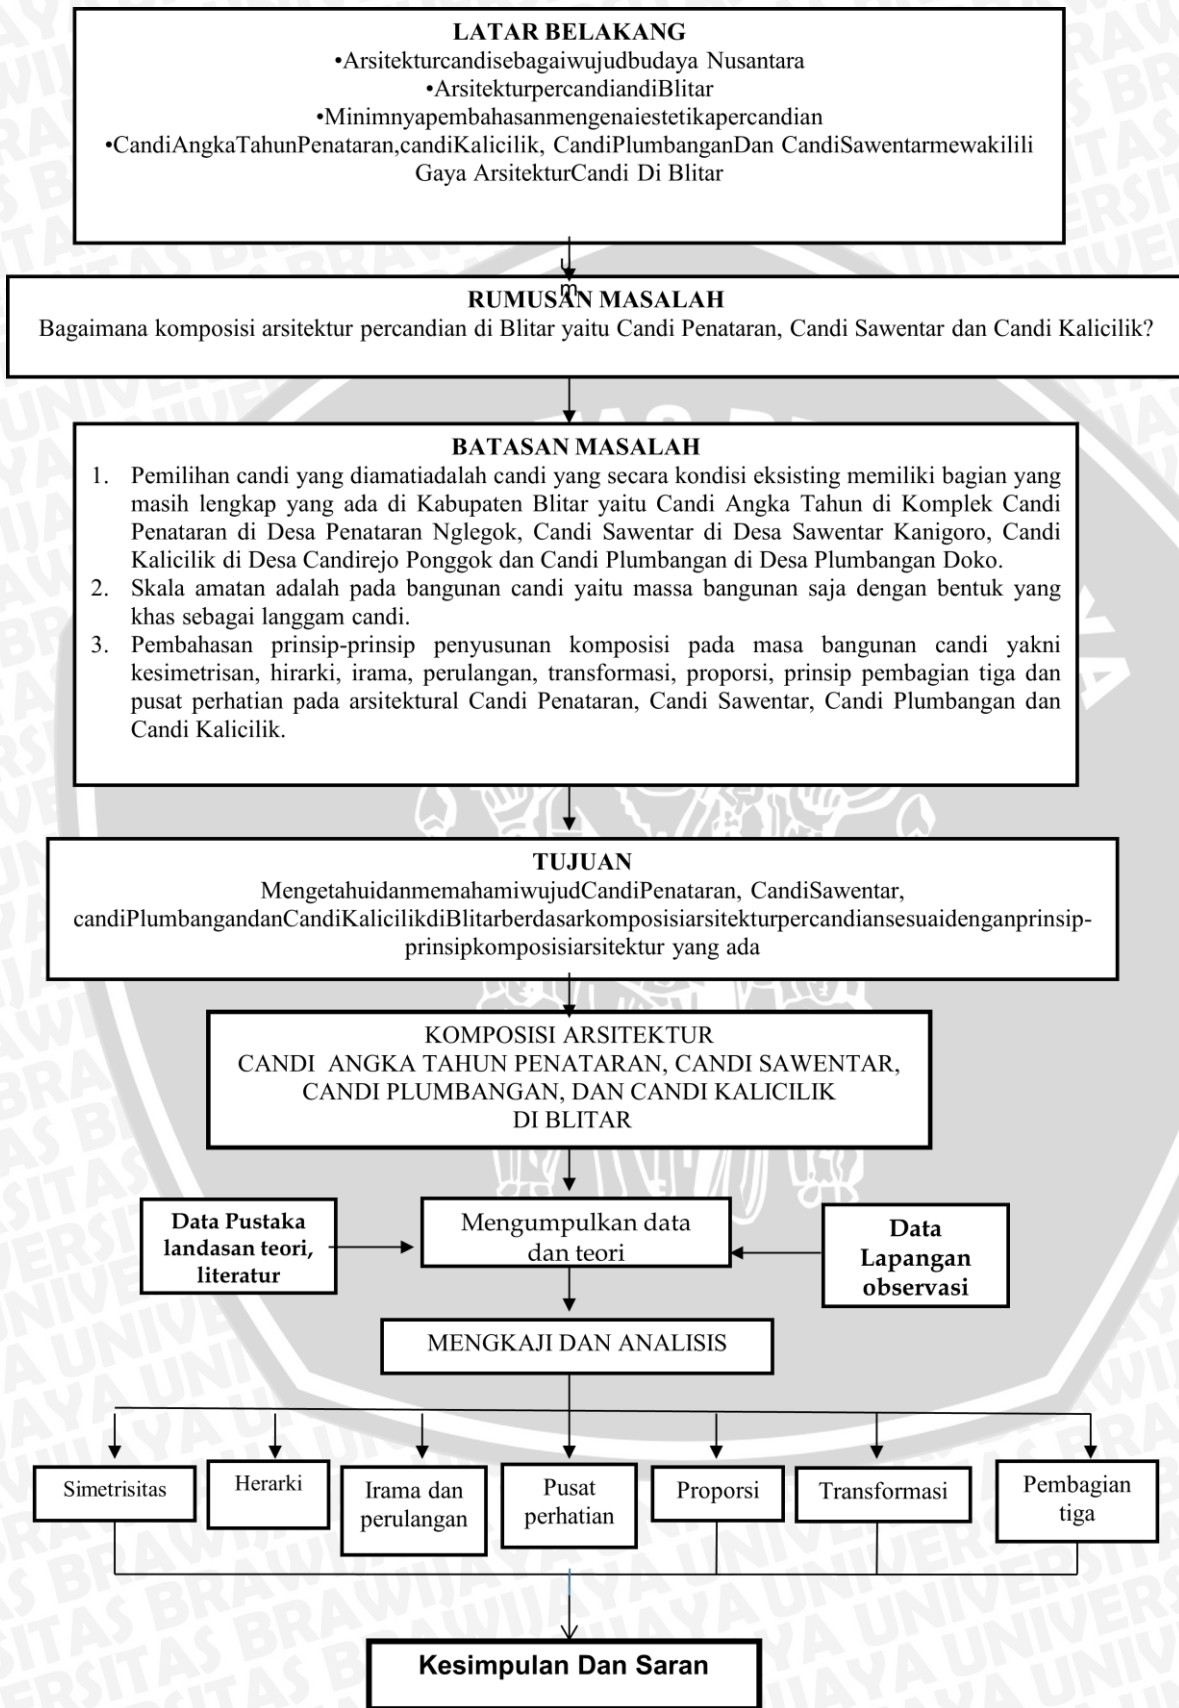 LATAR BELAKANG
•Arsitekturcandisebagaiwujudbudaya Nusantara
•ArsitekturpercandiandiBlitar
•Minimnyapembahasanmengenaiestetikapercandian
•CandiAngkaTahunPenataran,candiKalicilik, CandiPlumbanganDan CandiSawentarmewakilili
Gaya ArsitekturCandi Di Blitar
U
m
RUMUSAN MASALAH
Bagaimana komposisi arsitektur percandian di Blitar yaitu Candi Penataran, Candi Sawentar dan Candi Kalicilik?
BATASAN MASALAH
1. Pemilihan candi yang diamatiadalah candi yang secara kondisi eksisting memiliki bagian yang
masih lengkap yang ada di Kabupaten Blitar yaitu Candi Angka Tahun di Komplek Candi
Penataran di Desa Penataran Nglegok, Candi Sawentar di Desa Sawentar Kanigoro, Candi
Kalicilik di Desa Candirejo Ponggok dan Candi Plumbangan di Desa Plumbangan Doko.
2. Skala amatan adalah pada bangunan candi yaitu massa bangunan saja dengan bentuk yang
khas sebagai langgam candi.
3. Pembahasan prinsip-prinsip penyusunan komposisi pada masa bangunan candi yakni
kesimetrisan, hirarki, irama, perulangan, transformasi, proporsi, prinsip pembagian tiga dan
pusat perhatian pada arsitektural Candi Penataran, Candi Sawentar, Candi Plumbangan dan
Candi Kalicilik.
TUJUAN
MengetahuidanmemahamiwujudCandiPenataran, CandiSawentar,
candiPlumbangandanCandiKalicilikdiBlitarberdasarkomposisiarsitekturpercandiansesuaidenganprinsip-
prinsipkomposisiarsitektur yang ada
KOMPOSISI ARSITEKTUR
CANDI ANGKA TAHUN PENATARAN, CANDI SAWENTAR,
CANDI PLUMBANGAN, DAN CANDI KALICILIK
DI BLITAR
Data Pustaka
landasan teori,
literatur
Mengumpulkan data
dan teori
Data
Lapangan
observasi
MENGKAJI DAN ANALISIS
Simetrisitas
Herarki
Irama dan
perulangan
Pusat
perhatian
Proporsi
Transformasi
Pembagian
tiga
Kesimpulan Dan Saran